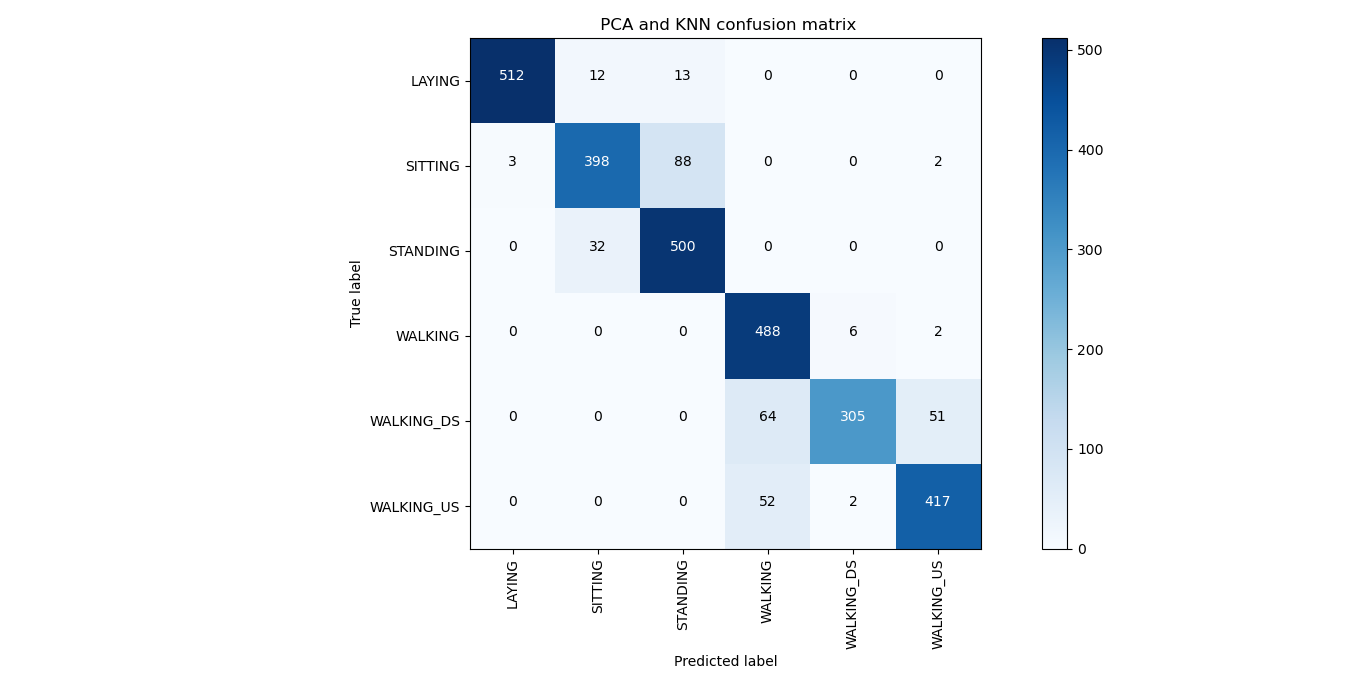 PCA and KNN confusion matrix
LAYING 512 12 13 0 0 0
SITTING 3 398 88 0 0 2
STANDING 0 32 500 0 0 0
WALKING 0 0 0 488 6 2
WALKING_DS 0 0 0 64 305 51
WALKING_US 0 0 0 52 2 417
True label
LAYING SITTING STANDING WALKING WALKING_DS WALKING_US
Predicted label
500
400
300
200
100
0